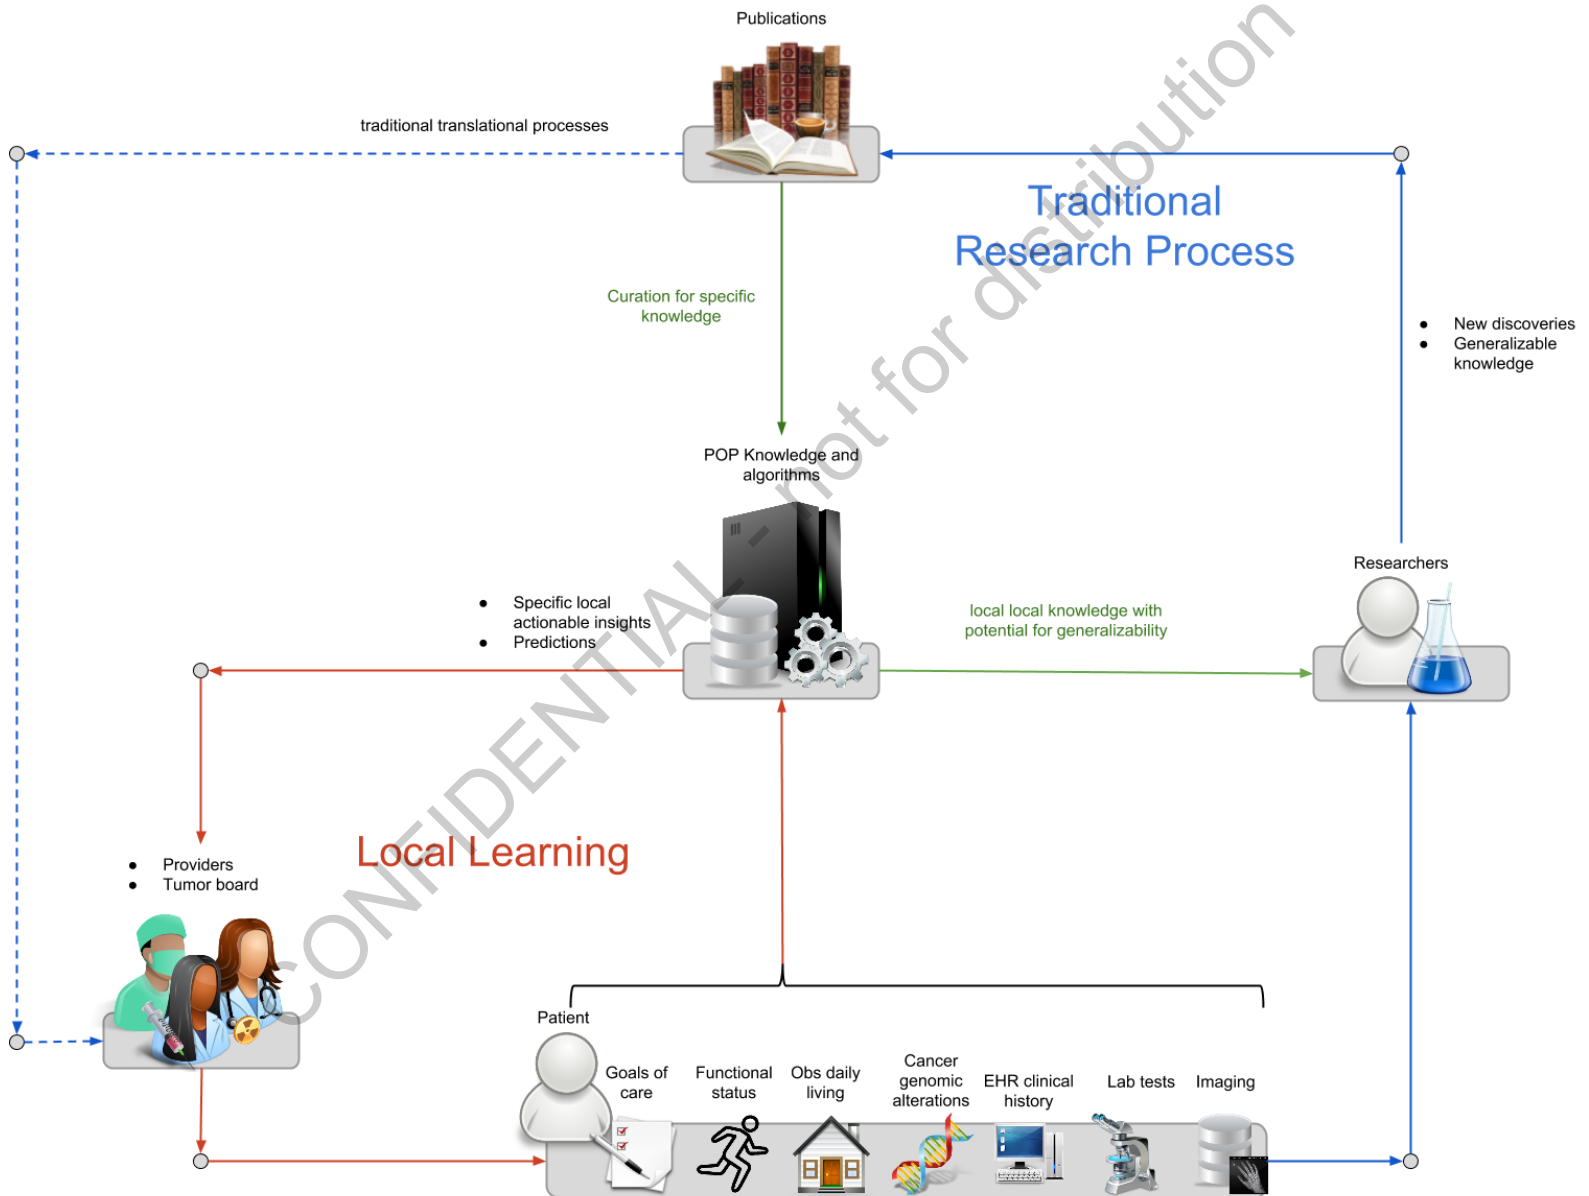 Publications
traditional translational processes
Traditional
Research Process
Curation for specific
knowledge
New discoveries
Generalizable
knowledge
POP Knowledge and
algorithms
Researchers
Specific local
actionable insights
Predictions
local local knowledge with
potential for generalizability
Local Learning
Providers
Tumor board
Patient
Goals of
care
Functional
status
Obs daily
living
Cancer
genomic
alterations
EHR clinical
history
Lab tests
Imaging
CONFIDENTIAL - not for distribution